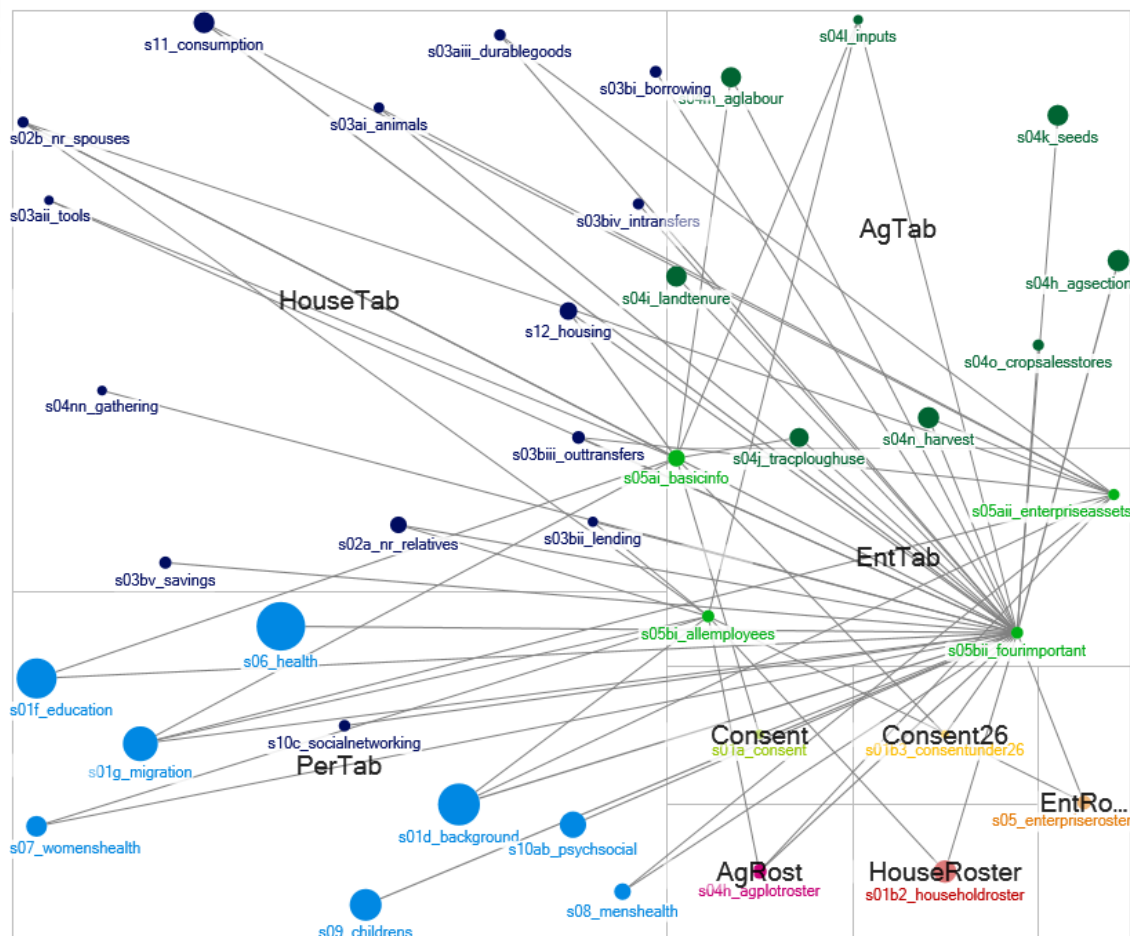 s11_consumption
s03aiii_durablegoods
s04l_inputs
s03bi_borrowing
s04m_aglabour
s03ai_animals
s02b_nr_spouses
s04k_seeds
s03aii_tools
s03biv_intransfers
AgTab
s04i_landtenure
s04h_agsection
HouseTab
s12_housing
s04o_cropsalesstores
s04nn_gathering
s03biii_outtransfers
s04j_tracploughuse
s04n_harvest
s05ai_basicinfo
s05aii_enterpriseassets
s02a_nr_relatives
s03bii_lending
EntTab
s03bv_savings
s05bi_allemployees
s05bii_fourimportant
s06_health
s01f_education
s10c_socialnetworking
Consent
Consent26
s01a_consent
s01b3_consentunder26
s01g_migration
PerTab
EntRo...
s05_enterpriseroster
s01d_background
s07_womenshealth
s10ab_psychsocial
AgRost
HouseRoster
s04h_agplotroster
s01b2_householdroster
s08_menshealth
s09_childrens